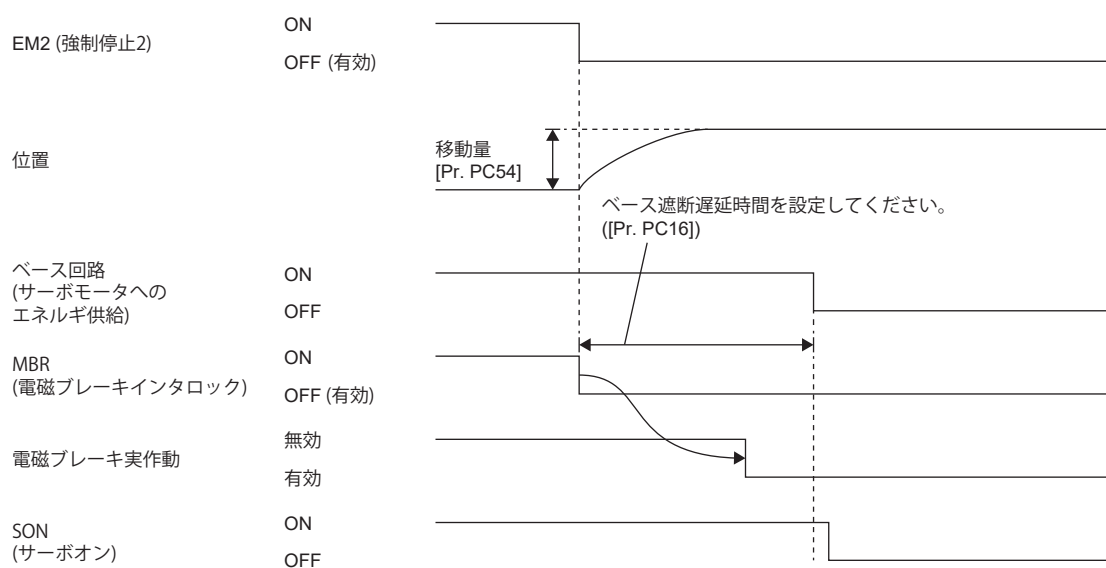 EM2 (強制停止2)
ON
OFF (有効)
位置
移動量
[Pr. PC54]
ベース遮断遅延時間を設定してください。
([Pr. PC16])
ベース回路
(サーボモータへの
エネルギ供給)
ON
OFF
MBR
(電磁ブレーキインタロック)
ON
OFF (有効)
電磁ブレーキ実作動
無効
有効
SON
(サーボオン)
ON
OFF